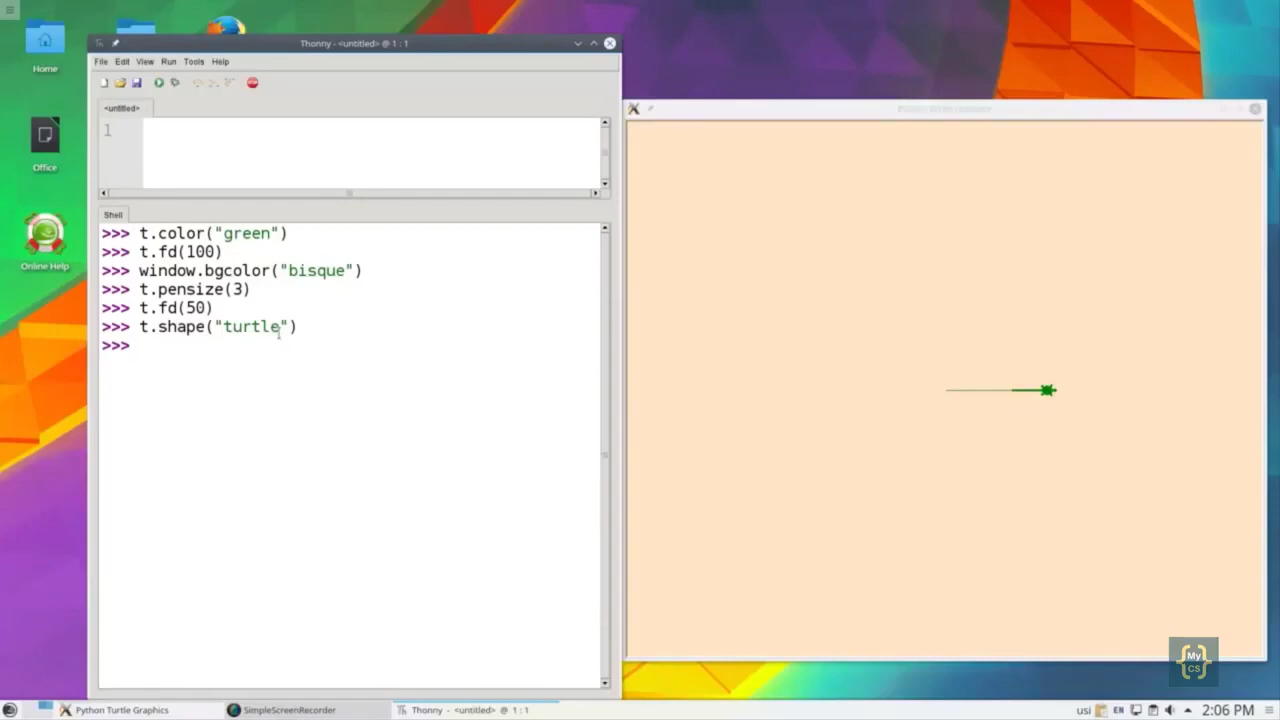 Home
Office
Online Help
Thonny - <untitled> @ 1 : 1
File Edit View Run Tools Help
<untitled>
1
Shell
>>> t.color("green")
>>> t.fd(100)
>>> window.bgcolor("bisque")
>>> t.pensize(3)
>>> t.fd(50)
>>> t.shape("turtle")
>>>
My
CS
Python Turtle Graphics
SimpleScreenRecorder
Thonny - <untitled> @ 1 : 1
usi
EN
2:06 PM